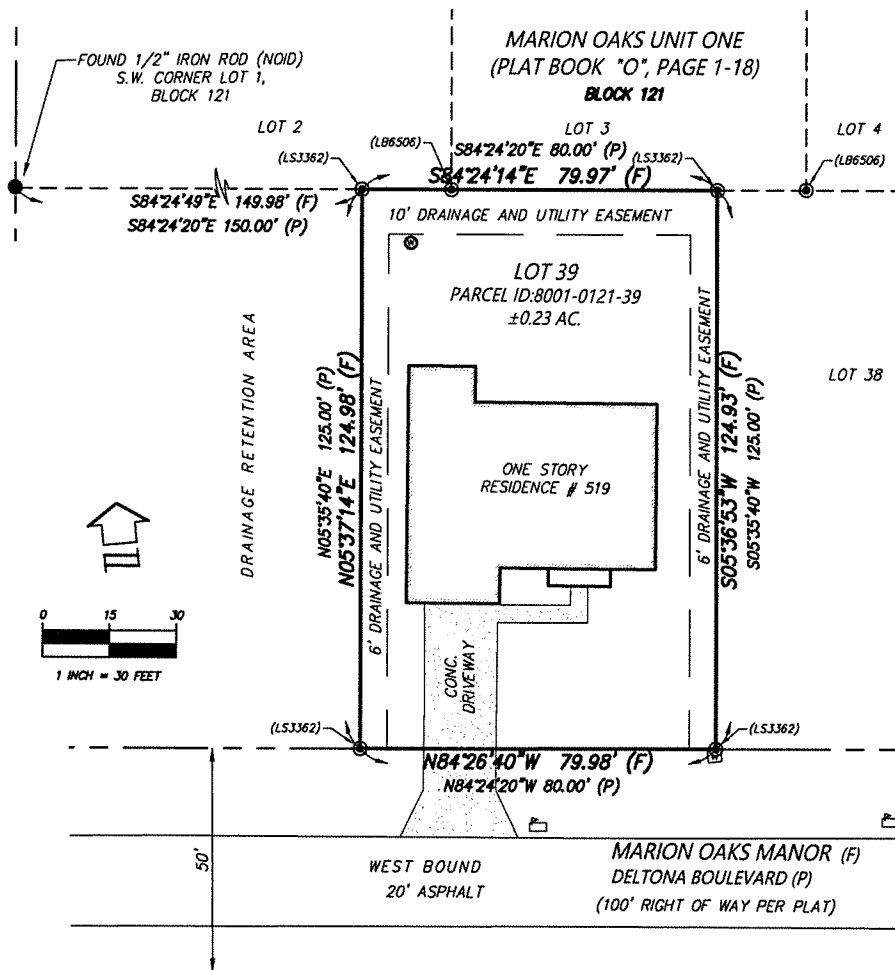 FOUND 1/2" IRON ROD (NOID)
S.W. CORNER LOT 1,
BLOCK 121
MARION OAKS UNIT ONE
(PLAT BOOK "O", PAGE 1-18)
BLOCK 121
LOT 2
LOT 3
LOT 4
(LS3362)
(LB6506)
S84°24'20"E 80.00' (P)
(LS3362)
(LB6506)
S84°24'14"E 79.97' (F)
S84°24'49"E 149.98' (F)
S84°24'20"E 150.00' (P)
10' DRAINAGE AND UTILITY EASEMENT
W
LOT 39
PARCEL ID:8001-0121-39
±0.23 AC.
DRAINAGE RETENTION AREA
N05°35'40"E 125.00' (P)
N05°37'14"E 124.98' (F)
6' DRAINAGE AND UTILITY EASEMENT
ONE STORY
RESIDENCE # 519
6' DRAINAGE AND UTILITY EASEMENT
S05°36'53"W 124.93' (F)
S05°35'40"W 125.00' (P)
LOT 38
0 15 30
1 INCH = 30 FEET
CONC.
DRIVEWAY
(LS3362)
(LS3362)
N84°26'40"W 79.98' (F)
N84°24'20"W 80.00' (P)
W
50'
WEST BOUND
20' ASPHALT
MARION OAKS MANOR (F)
DELTONA BOULEVARD (P)
(100' RIGHT OF WAY PER PLAT)